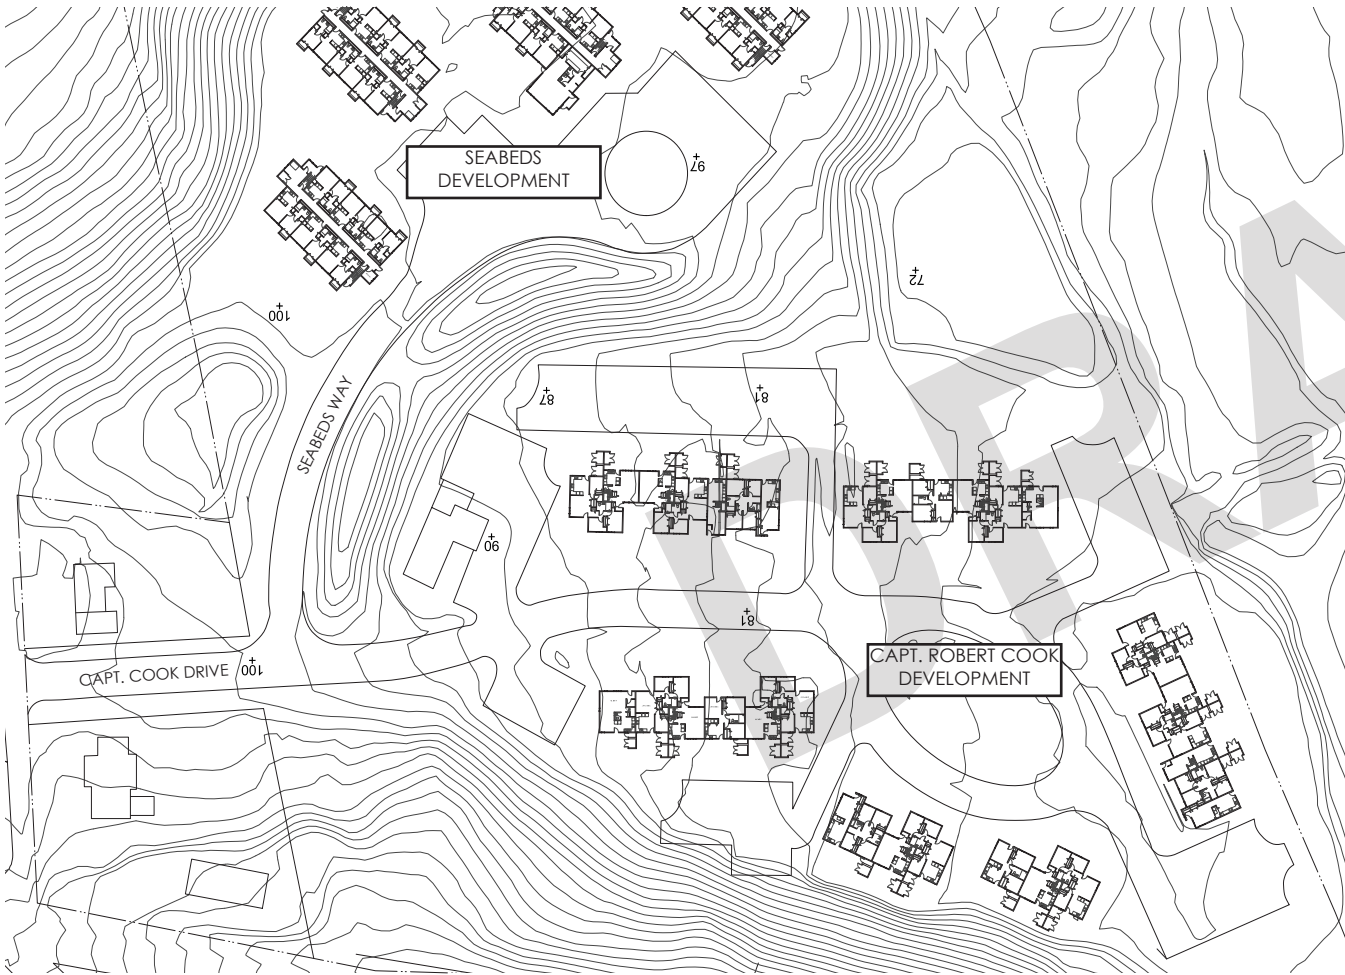 SEABEDS
DEVELOPMENT
97
72
100
SEABEDS WAY
87
81
90
81
CAPT. ROBERT COOK
DEVELOPMENT
CAPT. COOK DRIVE
100
DRA